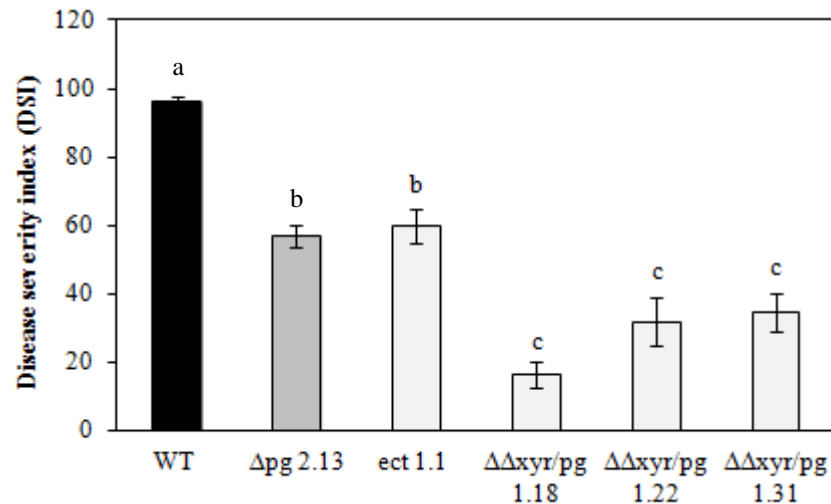 Disease severity index (DSI)
120
100
80
60
40
20
0
a
b
b
c
c
c
WT
Δpg 2.13
ect 1.1
ΔΔxyr/pg 1.18
ΔΔxyr/pg 1.22
ΔΔxyr/pg 1.31